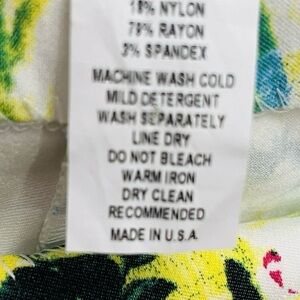 18% NYLON
79% RAYON
3% SPANDEX
MACHINE WASH COLD
MILD DETERGENT
WASH SEPARATELY
LINE DRY
DO NOT BLEACH
WARM IRON
DRY CLEAN
RECOMMENDED
MADE IN U.S.A.